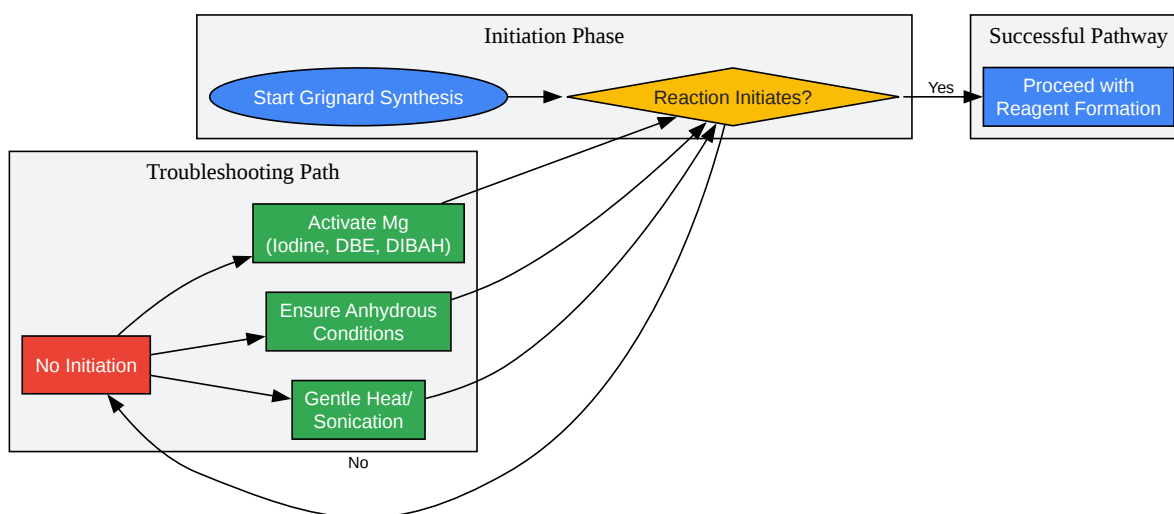 Initiation Phase
Start Grignard Synthesis
Reaction Initiates?
Yes
Successful Pathway
Proceed with
Reagent Formation
Troubleshooting Path
Activate Mg
(Iodine, DBE, DIBAH)
Ensure Anhydrous
Conditions
No Initiation
Gentle Heat/
Sonication
No